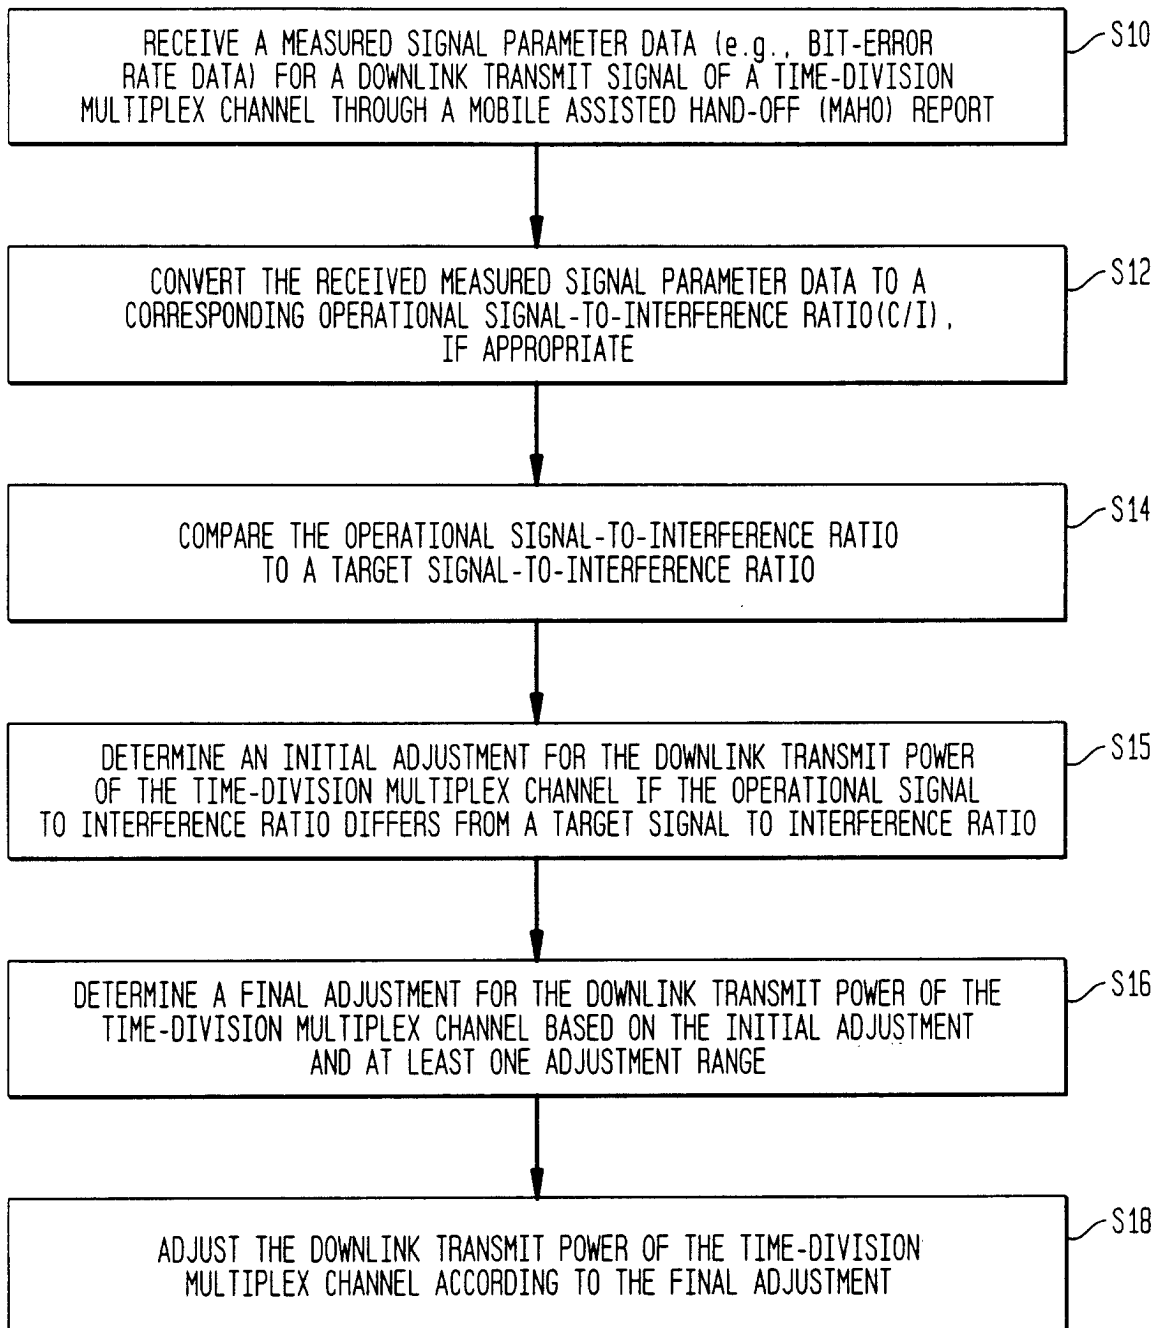 RECEIVE A MEASURED SIGNAL PARAMETER DATA (e.g., BIT-ERROR
RATE DATA) FOR A DOWNLINK TRANSMIT SIGNAL OF A TIME-DIVISION
MULTIPLEX CHANNEL THROUGH A MOBILE ASSISTED HAND-OFF (MAHO) REPORT
S10
CONVERT THE RECEIVED MEASURED SIGNAL PARAMETER DATA TO A
CORRESPONDING OPERATIONAL SIGNAL-TO-INTERFERENCE RATIO(C/I),
IF APPROPRIATE
S12
COMPARE THE OPERATIONAL SIGNAL-TO-INTERFERENCE RATIO
TO A TARGET SIGNAL-TO-INTERFERENCE RATIO
S14
DETERMINE AN INITIAL ADJUSTMENT FOR THE DOWNLINK TRANSMIT POWER
OF THE TIME-DIVISION MULTIPLEX CHANNEL IF THE OPERATIONAL SIGNAL
TO INTERFERENCE RATIO DIFFERS FROM A TARGET SIGNAL TO INTERFERENCE RATIO
S15
DETERMINE A FINAL ADJUSTMENT FOR THE DOWNLINK TRANSMIT POWER OF THE
TIME-DIVISION MULTIPLEX CHANNEL BASED ON THE INITIAL ADJUSTMENT
AND AT LEAST ONE ADJUSTMENT RANGE
S16
ADJUST THE DOWNLINK TRANSMIT POWER OF THE TIME-DIVISION
MULTIPLEX CHANNEL ACCORDING TO THE FINAL ADJUSTMENT
S18